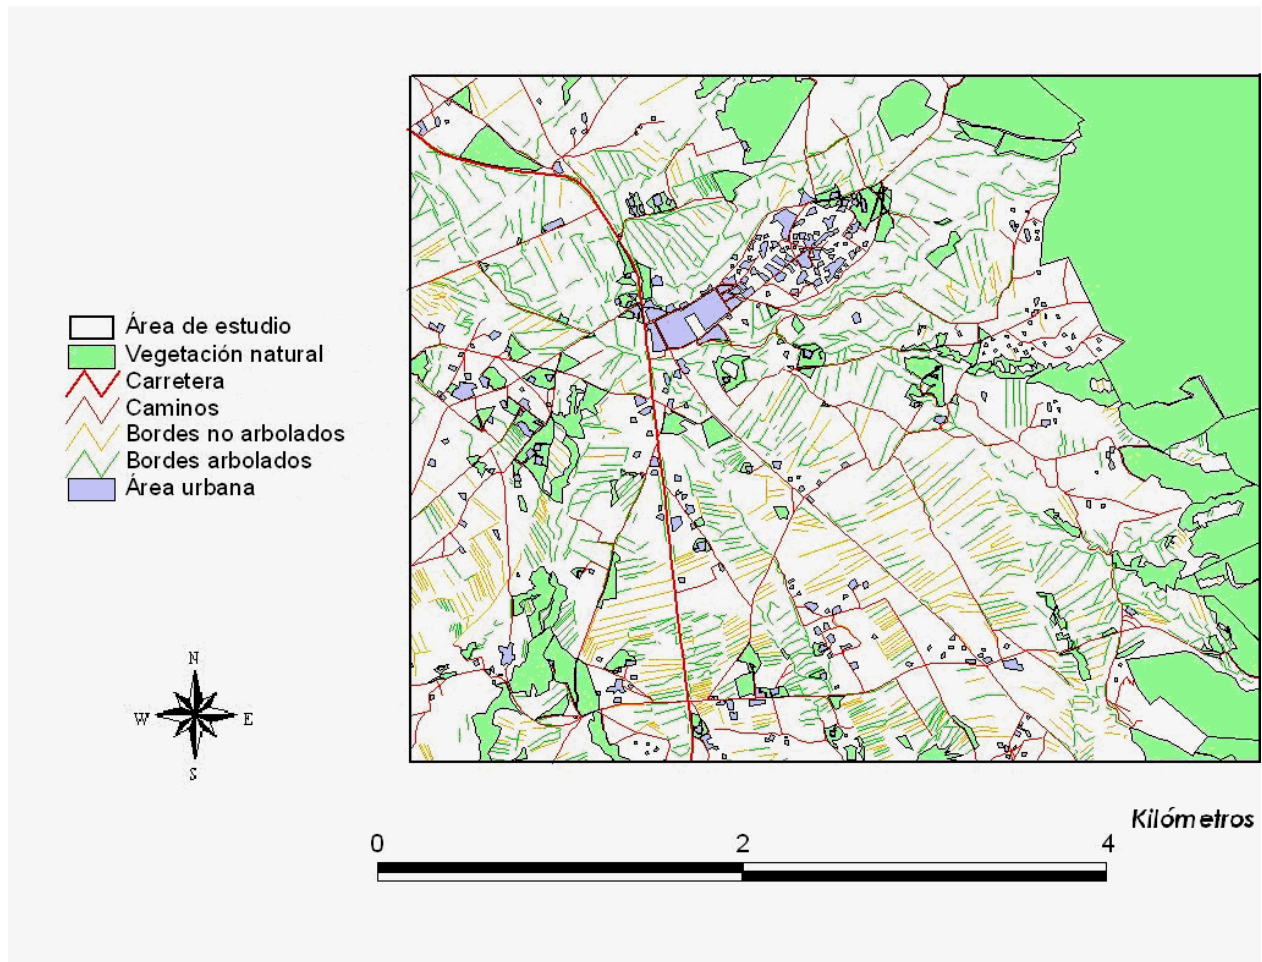 Área de estudio
Vegetación natural
Carretera
Caminos
Bordes no arbolados
Bordes arbolados
Área urbana
N
W E
S
Kilómetros
0 2 4